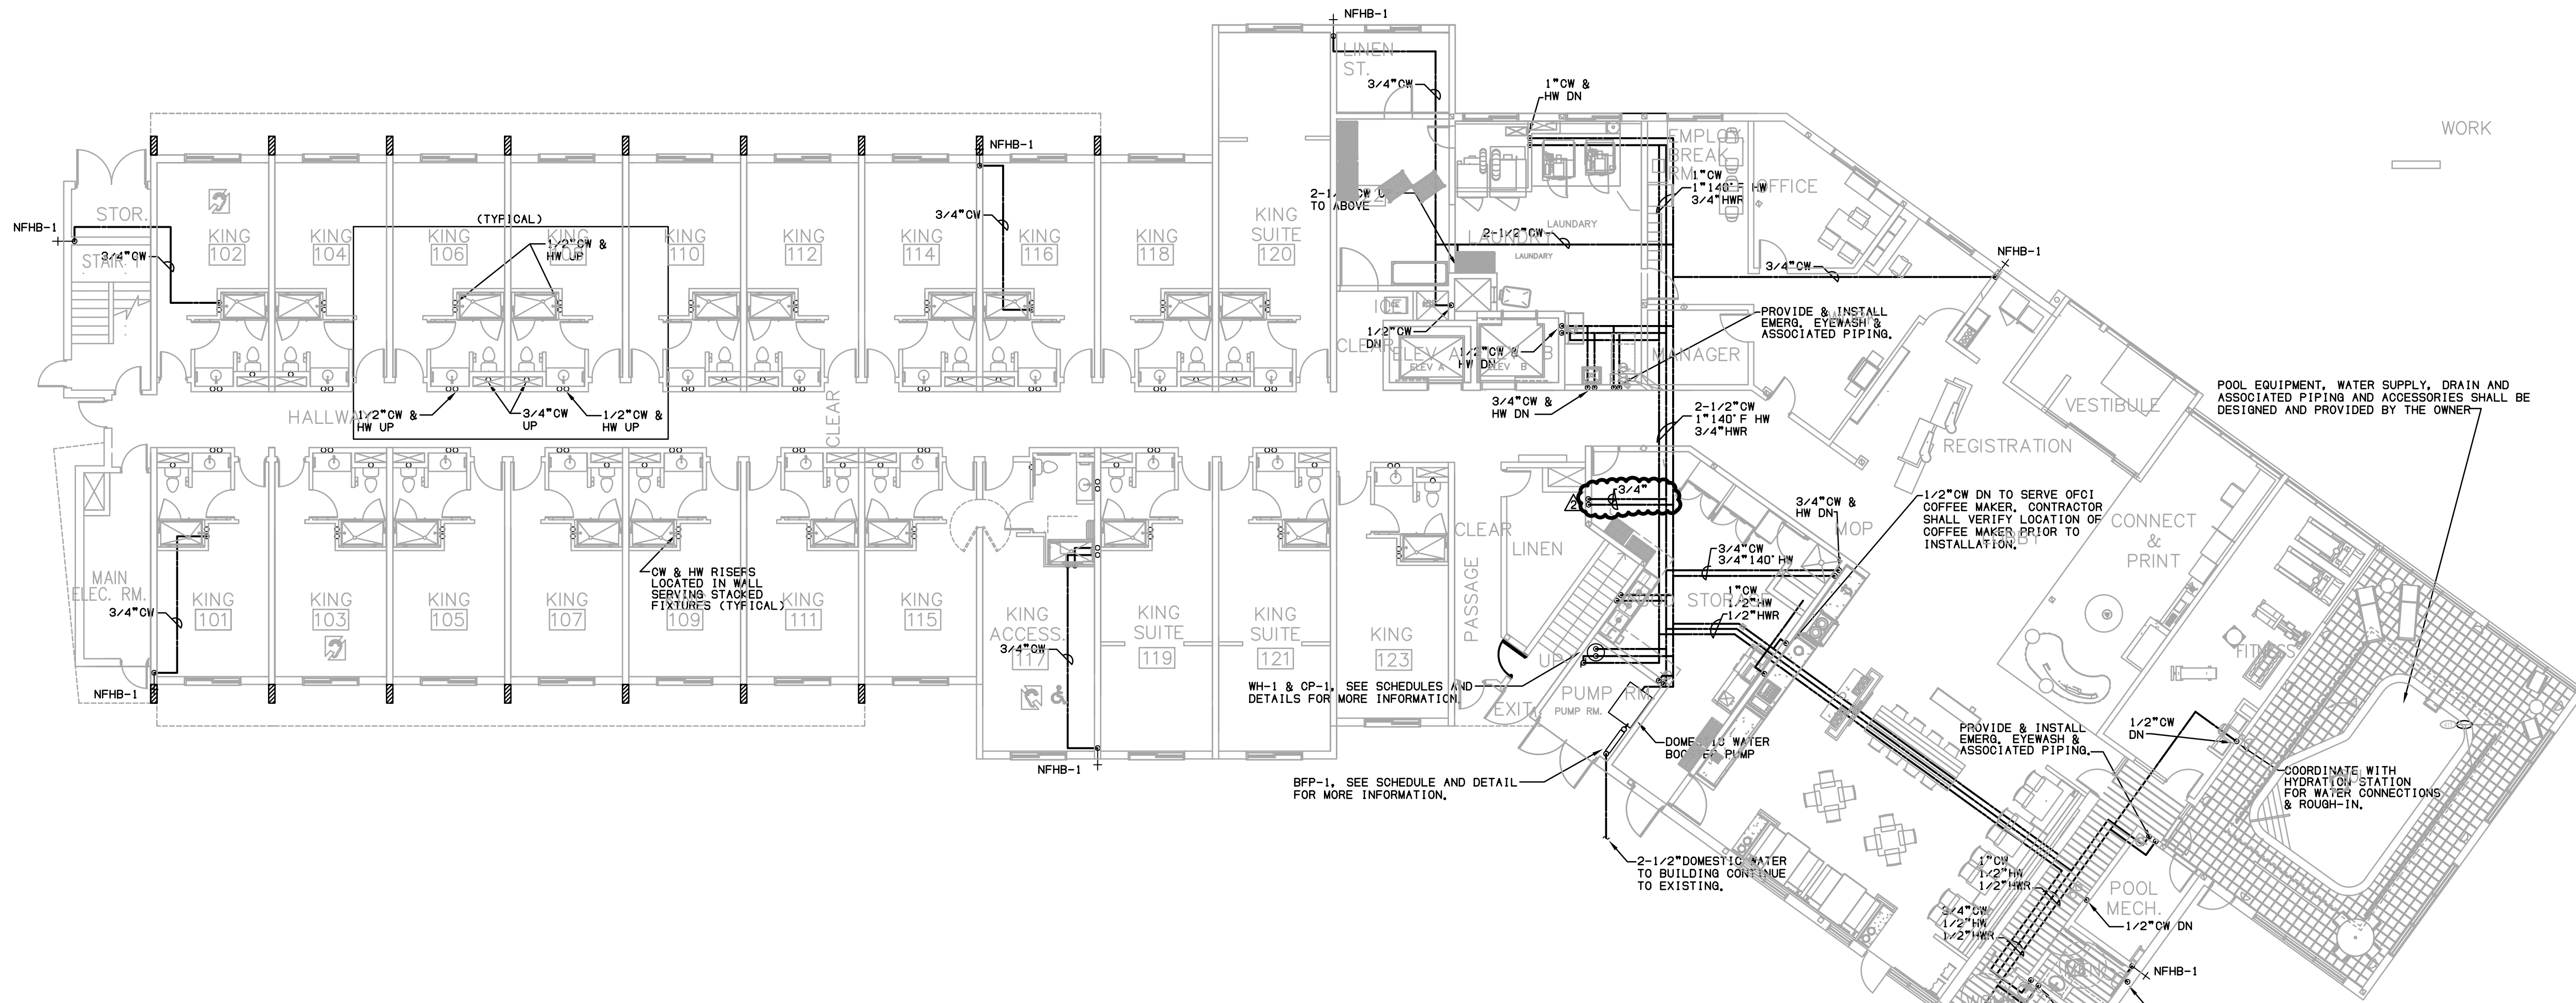 NFHB-1
LINEN
ST.
3/4"CW
1"CW &
HW DN
WORK
EMPLOY.
BREAK
RM.
OFFICE
1"CW
1"140°F HW
3/4"HWR
NFHB-1
3/4"CW
TO ABOVE
LAUNDARY
LAUNDRY
LAUNDARY
2-1/2"CW
STOR.
NFHB-1
3/4"CW
STAIR 1
(TYPICAL)
KING
102
KING
104
KING
106
KING
1/2"CW &
HW UP
KING
110
KING
112
KING
114
KING
116
KING
118
KING
SUITE
120
NFHB-1
3/4"CW
PROVIDE & INSTALL
EMERG. EYEWASH &
ASSOCIATED PIPING.
ICE
ICE
1/2"CW
DN
CLEAR
ELEV A
ELEV A
ELEV B
1/2"CW &
HW DN
MANAGER
3/4"CW &
HW DN
HALLWAY
1/2"CW &
HW UP
3/4"CW
UP
1/2"CW &
HW UP
CLEAR
2-1/2"CW
1"140°F HW
3/4"HWR
VESTIBULE
REGISTRATION
POOL EQUIPMENT, WATER SUPPLY, DRAIN AND
ASSOCIATED PIPING AND ACCESSORIES SHALL BE
DESIGNED AND PROVIDED BY THE OWNER
2
3/4"
3/4"CW &
HW DN
MOP
1/2"CW DN TO SERVE OFCI
COFFEE MAKER. CONTRACTOR
SHALL VERIFY LOCATION OF
COFFEE MAKER PRIOR TO
INSTALLATION.
LOBBY
CONNECT
&
PRINT
CLEAR
LINEN
PASSAGE
3/4"CW
3/4"140°HW
STORAGE
1"CW
1/2"HW
1/2"HWR
MAIN
ELEC. RM.
3/4"CW
KING
101
KING
103
KING
105
KING
107
CW & HW RISERS
LOCATED IN WALL
SERVING STACKED
FIXTURES (TYPICAL)
109
KING
111
KING
115
KING
ACCESS.
117
3/4"CW
KING
SUITE
119
KING
SUITE
121
KING
123
UP
FITNESS
NFHB-1
WH-1 & CP-1, SEE SCHEDULES AND
DETAILS FOR MORE INFORMATION.
EXIT
PUMP RM.
PUMP RM.
NFHB-1
DOMESTIC WATER
BOOSTER PUMP
BFP-1, SEE SCHEDULE AND DETAIL
FOR MORE INFORMATION.
PROVIDE & INSTALL
EMERG. EYEWASH &
ASSOCIATED PIPING.
1/2"CW
DN
COORDINATE WITH
HYDRATION STATION
FOR WATER CONNECTIONS
& ROUGH-IN.
2-1/2"DOMESTIC WATER
TO BUILDING CONTINUE
TO EXISTING.
1"CW
1/2"HW
1/2"HWR
POOL
MECH.
3/4"CW
1/2"HW
1/2"HWR
1/2"CW DN
NFHB-1